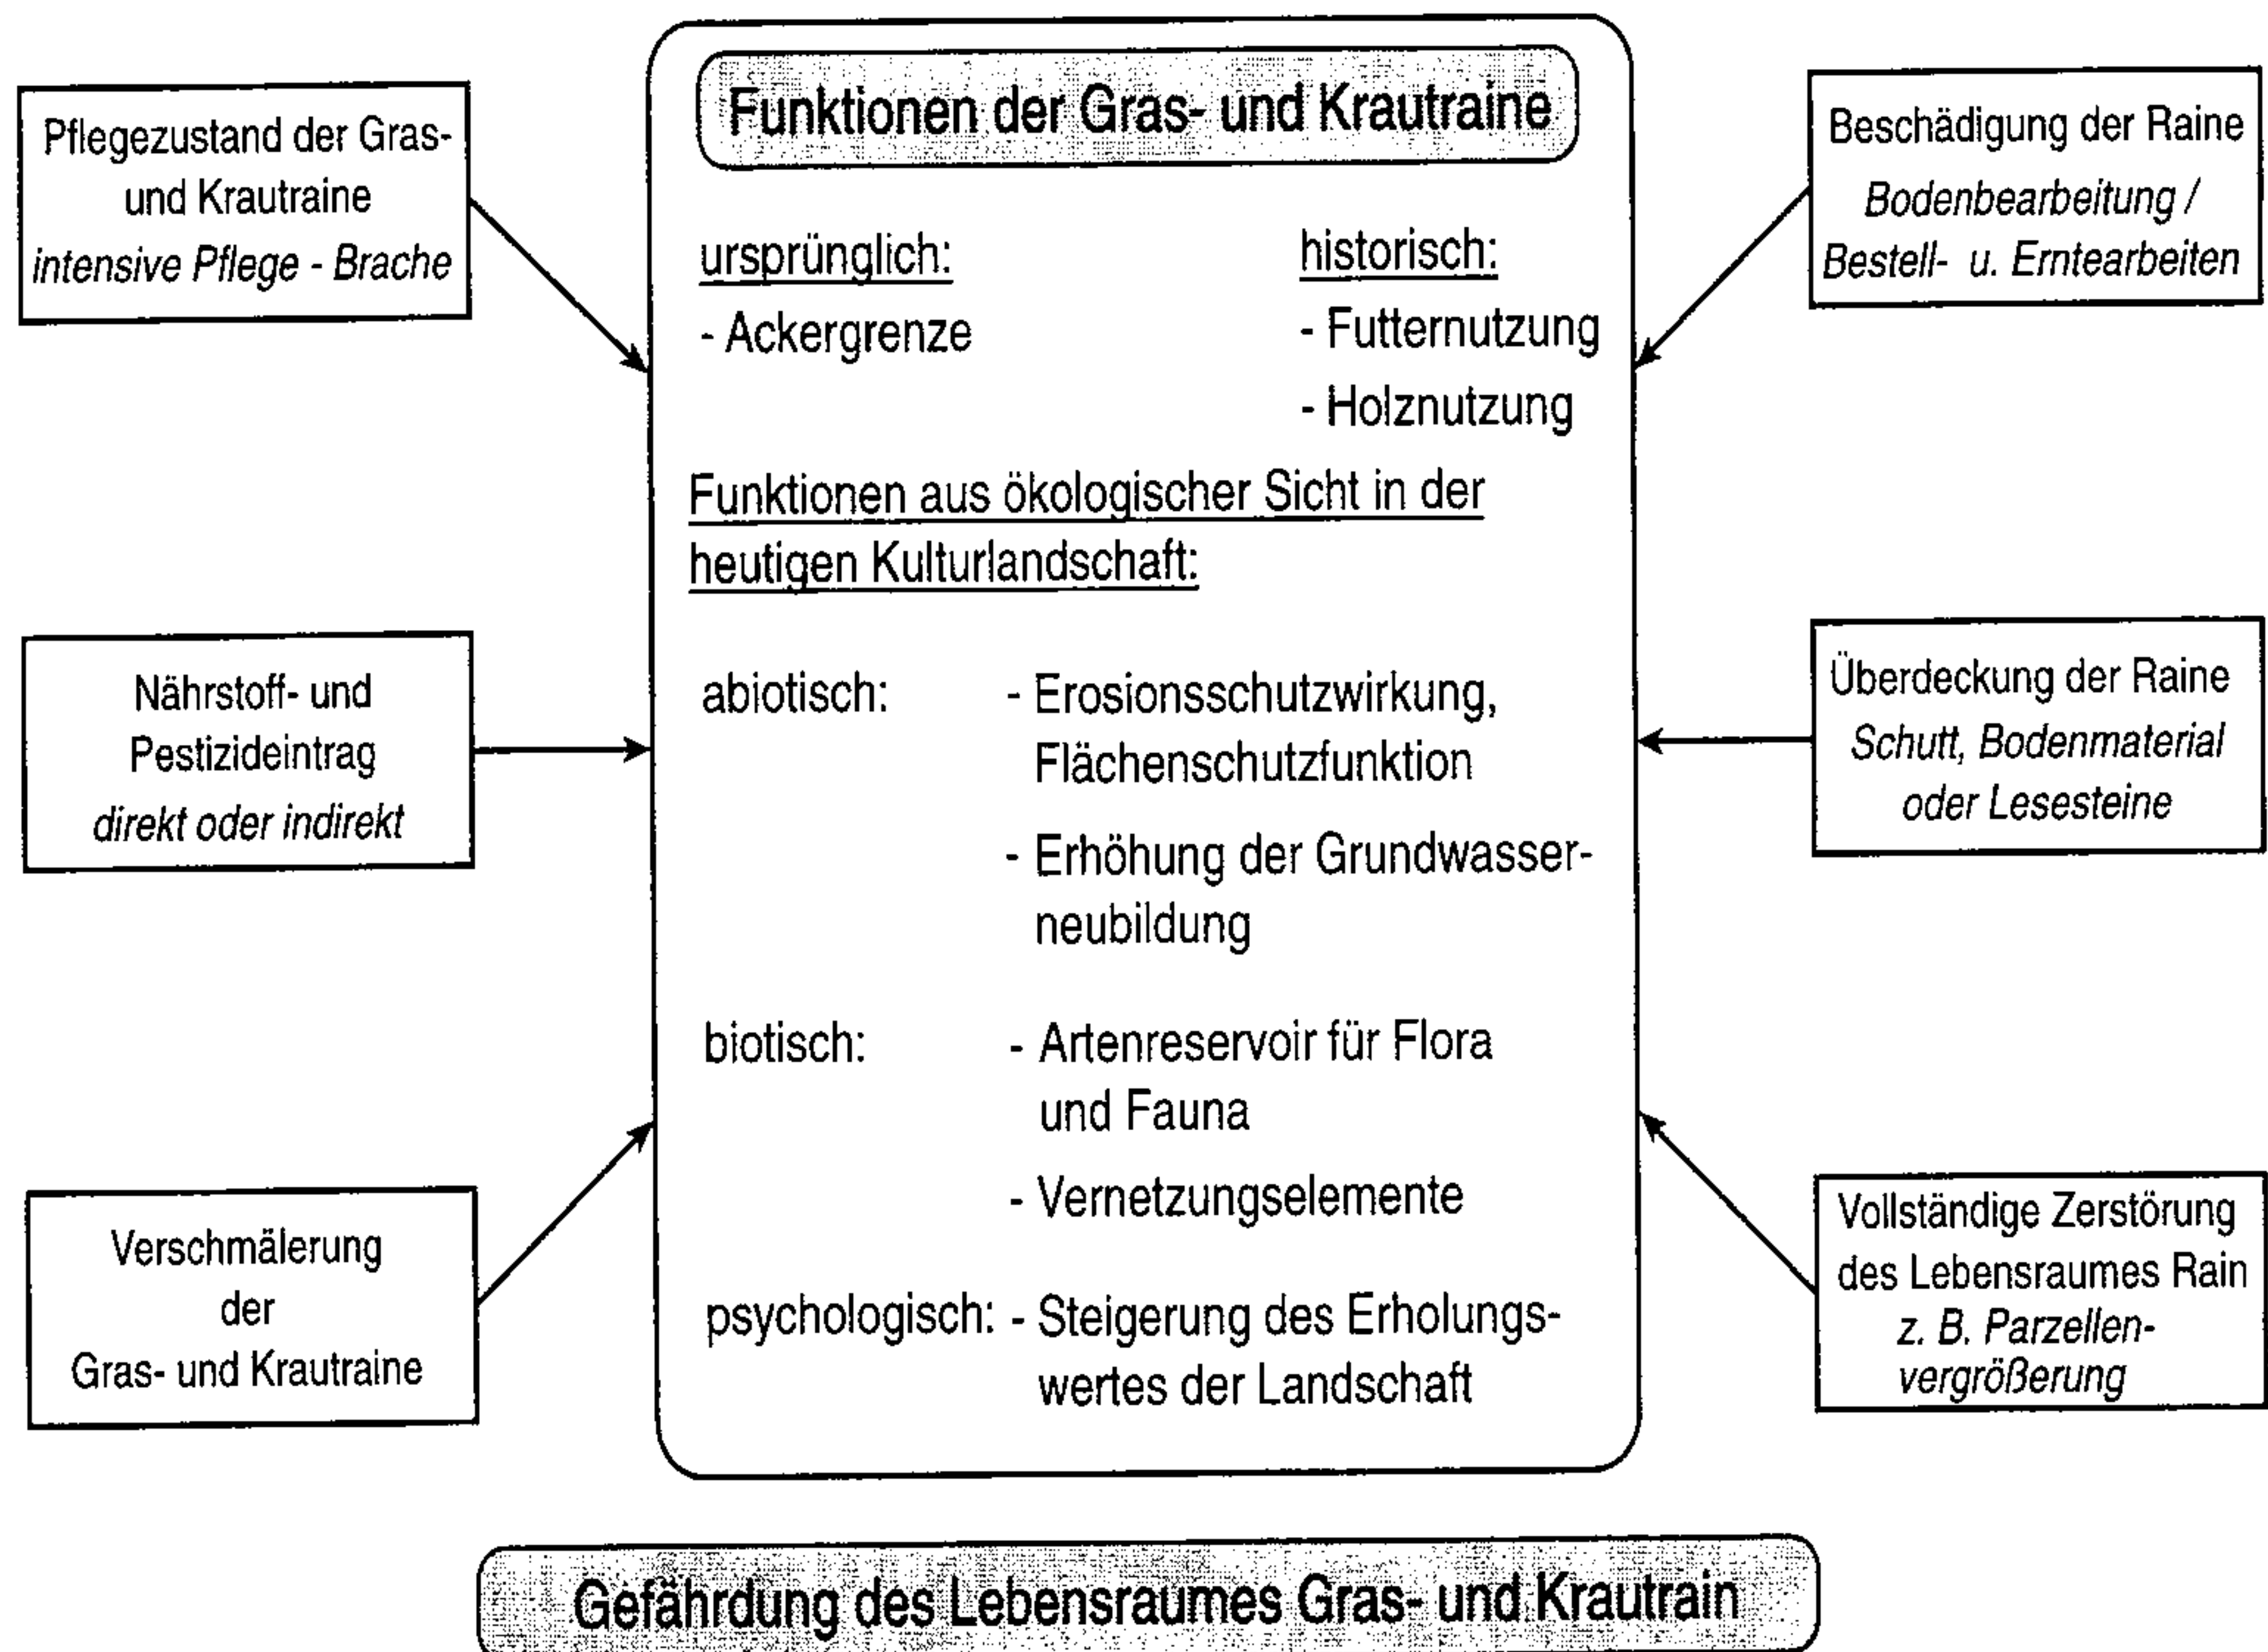 Funktionen der Gras- und Krautraine
Pflegezustand der Gras-
und Krautraine
intensive Pflege - Brache
Nährstoff- und
Pestizideintrag
direkt oder indirekt
Verschmälerung
der
Gras- und Krautraine
ursprünglich:
- Ackergrenze
historisch:
- Futternutzung
- Holznutzung
Funktionen aus ökologischer Sicht in der
heutigen Kulturlandschaft:
abiotisch: - Erosionsschutzwirkung,
Flächenschutzfunktion
- Erhöhung der Grundwasser-
neubildung
biotisch: - Artenreservoir für Flora
und Fauna
- Vernetzungselemente
psychologisch: - Steigerung des Erholungs-
wertes der Landschaft
Beschädigung der Raine
Bodenbearbeitung /
Bestell- u. Erntearbeiten
Überdeckung der Raine
Schutt, Bodenmaterial
oder Lesesteine
Vollständige Zerstörung
des Lebensraumes Rain
z. B. Parzellen-
vergrößerung
Gefährdung des Lebensraumes Gras- und Krautrain